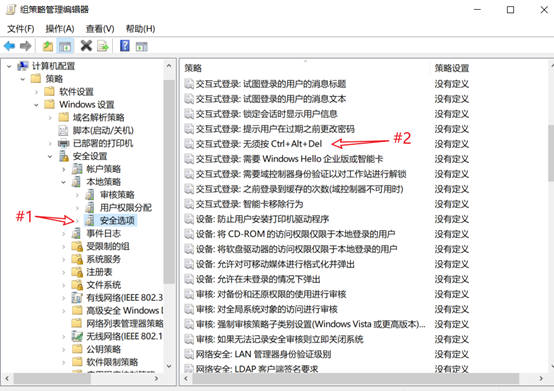 组策略管理编辑器
文件(F) 操作(A) 查看(V) 帮助(H)
计算机配置
策略
软件设置
Windows 设置
域名解析策略
脚本(启动/关机)
已部署的打印机
安全设置
帐户策略
本地策略
审核策略
用户权限分配
#1
安全选项
事件日志
受限制的组
系统服务
注册表
文件系统
有线网络(IEEE 802.3
高级安全 Windows D
网络列表管理器策略
无线网络(IEEE 802.1
公钥策略
软件限制策略
策略 策略设置
交互式登录: 试图登录的用户的消息标题 没有定义
交互式登录: 试图登录的用户的消息文本 没有定义
交互式登录: 锁定会话时显示用户信息 没有定义
交互式登录: 提示用户在过期之前更改密码 没有定义
交互式登录: 无须按 Ctrl+Alt+Del #2 没有定义
交互式登录: 需要 Windows Hello 企业版或智能卡 没有定义
交互式登录: 需要域控制器身份验证以对工作站进行解锁 没有定义
交互式登录: 之前登录到缓存的次数(域控制器不可用时) 没有定义
交互式登录: 智能卡移除行为 没有定义
设备: 防止用户安装打印机驱动程序 没有定义
设备: 将 CD-ROM 的访问权限仅限于本地登录的用户 没有定义
设备: 将软盘驱动器的访问权限仅限于本地登录的用户 没有定义
设备: 允许对可移动媒体进行格式化并弹出 没有定义
设备: 允许在未登录的情况下弹出 没有定义
审核: 对备份和还原权限的使用进行审核 没有定义
审核: 对全局系统对象的访问进行审核 没有定义
审核: 强制审核策略子类别设置(Windows Vista 或更高版本)... 没有定义
审核: 如果无法记录安全审核则立即关闭系统 没有定义
网络安全: LAN 管理器身份验证级别 没有定义
网络安全: LDAP 客户端签名要求 没有定义